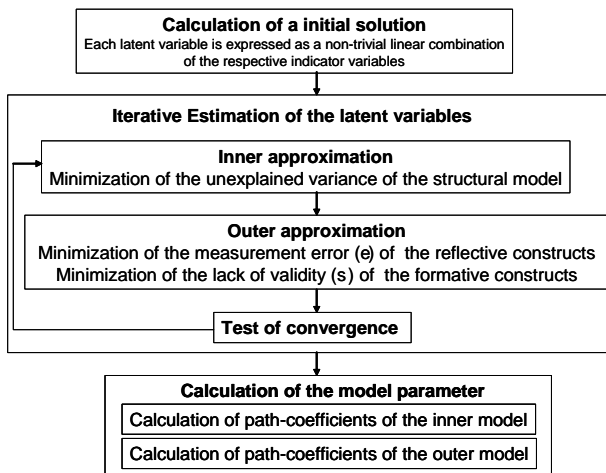 Calculation of a initial solution
Each latent variable is expressed as a non-trivial linear combination
of the respective indicator variables
Iterative Estimation of the latent variables
Inner approximation
Minimization of the unexplained variance of the structural model
Outer approximation
Minimization of the measurement error (e) of the reflective constructs
Minimization of the lack of validity (s) of the formative constructs
Test of convergence
Calculation of the model parameter
Calculation of path-coefficients of the inner model
Calculation of path-coefficients of the outer model